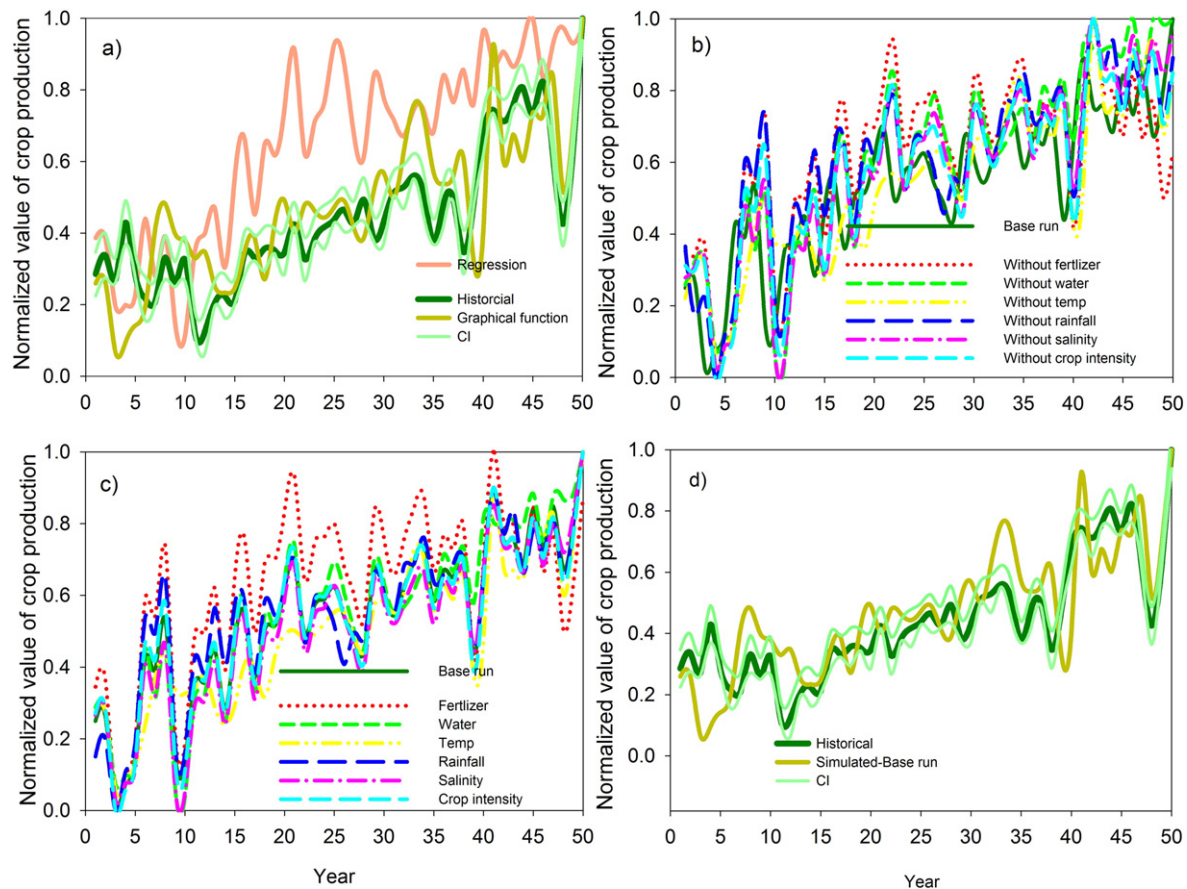 a)
Normalized value of crop production
1.0
0.8
0.6
0.4
0.2
0.0
0 5 10 15 20 25 30 35 40 45 50
Regression
Historcial
Graphical function
CI
b)
Normalized value of crop production
1.0
0.8
0.6
0.4
0.2
0.0
0 5 10 15 20 25 30 35 40 45 50
Base run
Without fertlizer
Without water
Without temp
Without rainfall
Without salinity
Without crop intensity
c)
Normalized value of crop production
1.0
0.8
0.6
0.4
0.2
0.0
0 5 10 15 20 25 30 35 40 45 50
Base run
Fertlizer
Water
Temp
Rainfall
Salinity
Crop intensity
Year
d)
Normalized value of crop production
1.0
0.8
0.6
0.4
0.2
0.0
0 5 10 15 20 25 30 35 40 45 50
Historical
Simulated-Base run
CI
Year